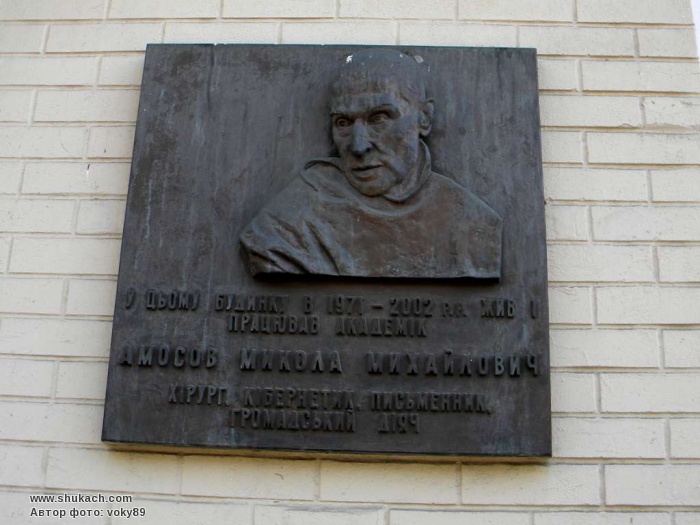 У ЦЬОМУ БУДИНКУ В 1971 – 2002 Р.Р. ЖИВ І
ПРАЦЮВАВ АКАДЕМІК
АМОСОВ МИКОЛА МИХАЙЛОВИЧ
ХІРУРГ, КІБЕРНЕТИК, ПИСЬМЕННИК,
ГРОМАДСЬКИЙ ДІЯЧ
www.shukach.com
Автор фото: voky89